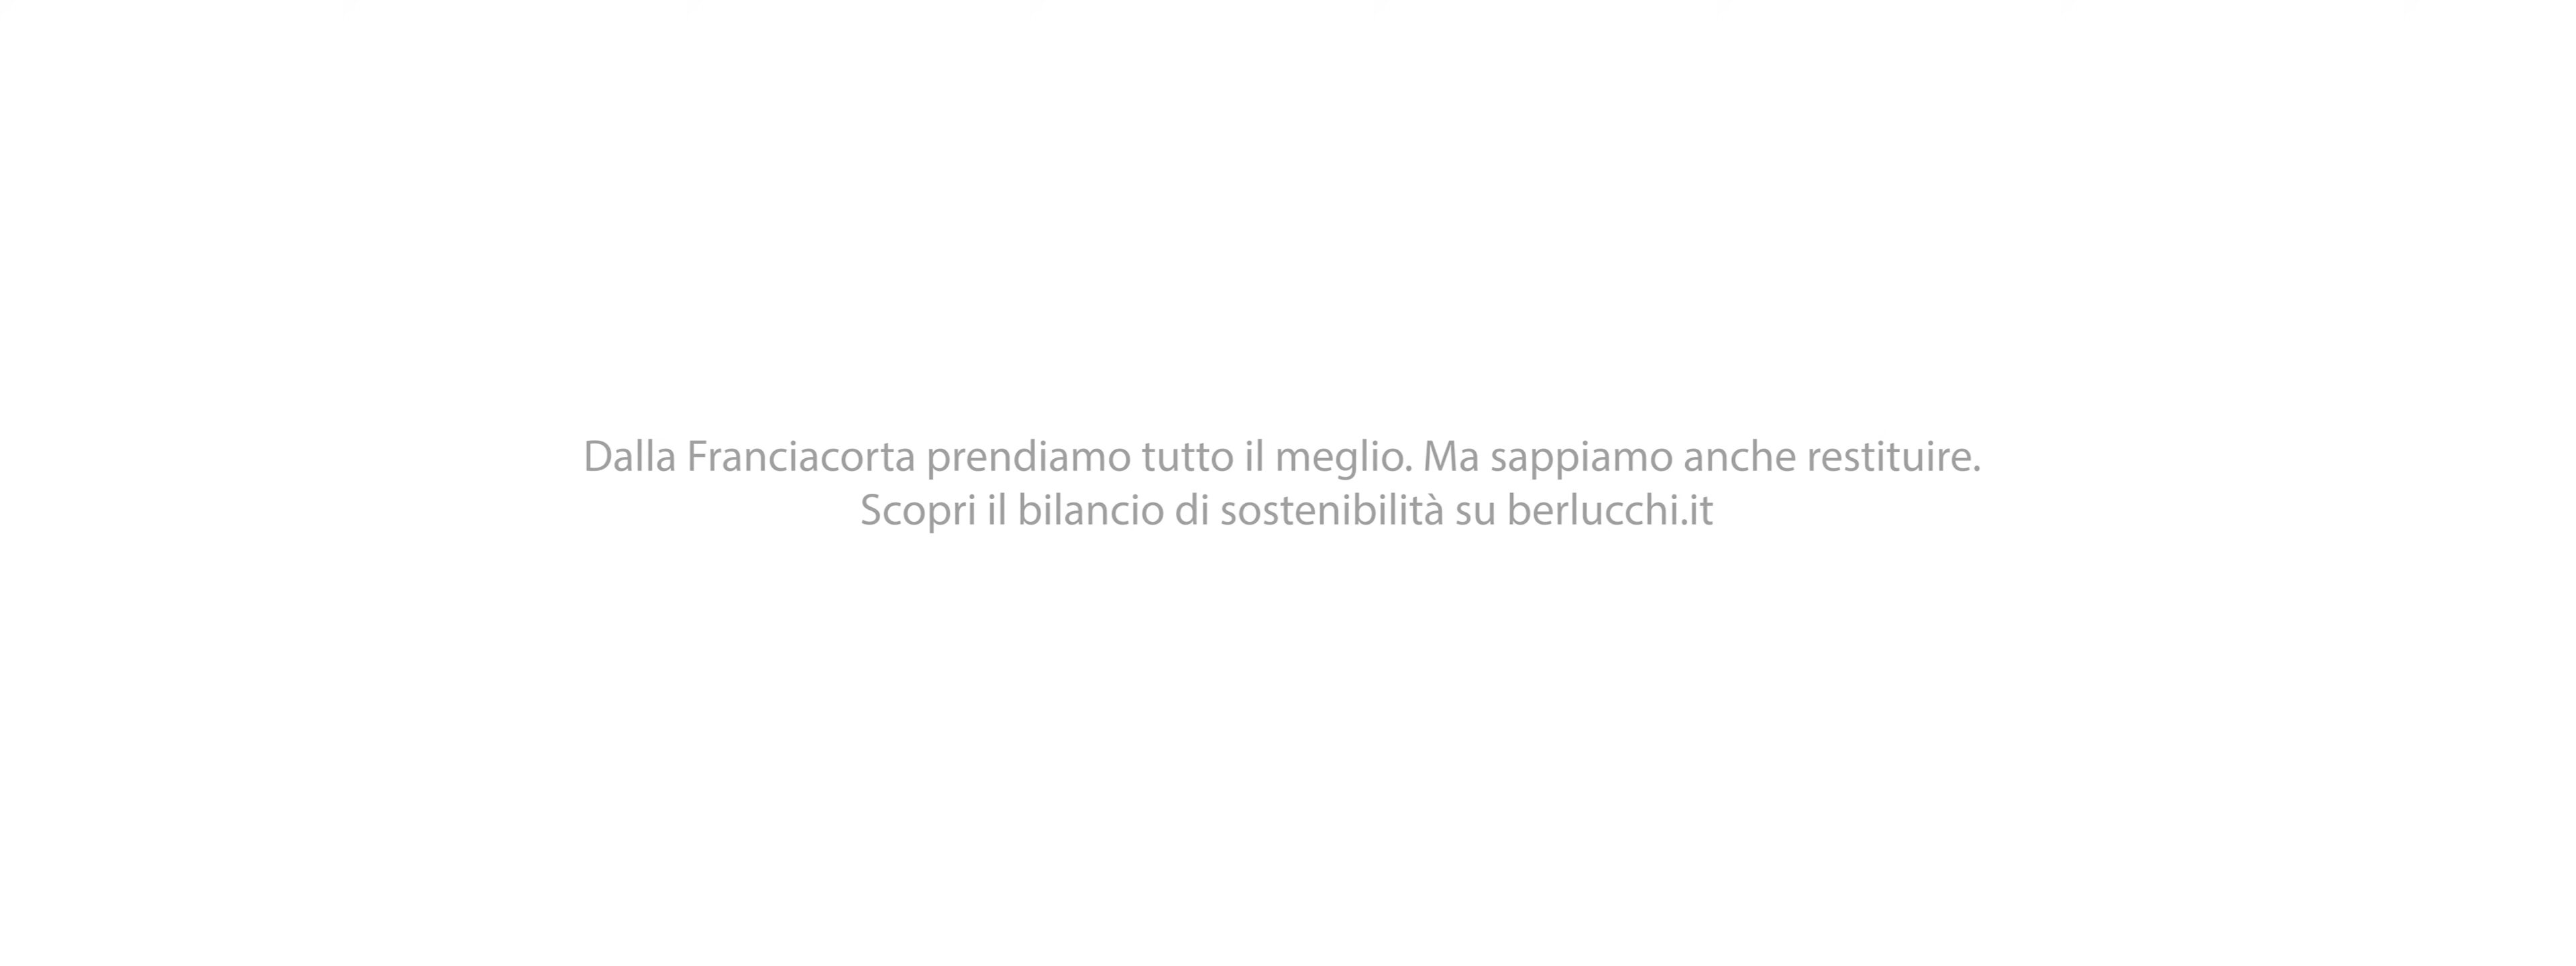 Dalla Franciacorta prendiamo tutto il meglio. Ma sappiamo anche restituire.
Scopri il bilancio di sostenibilità su berlucchi.it